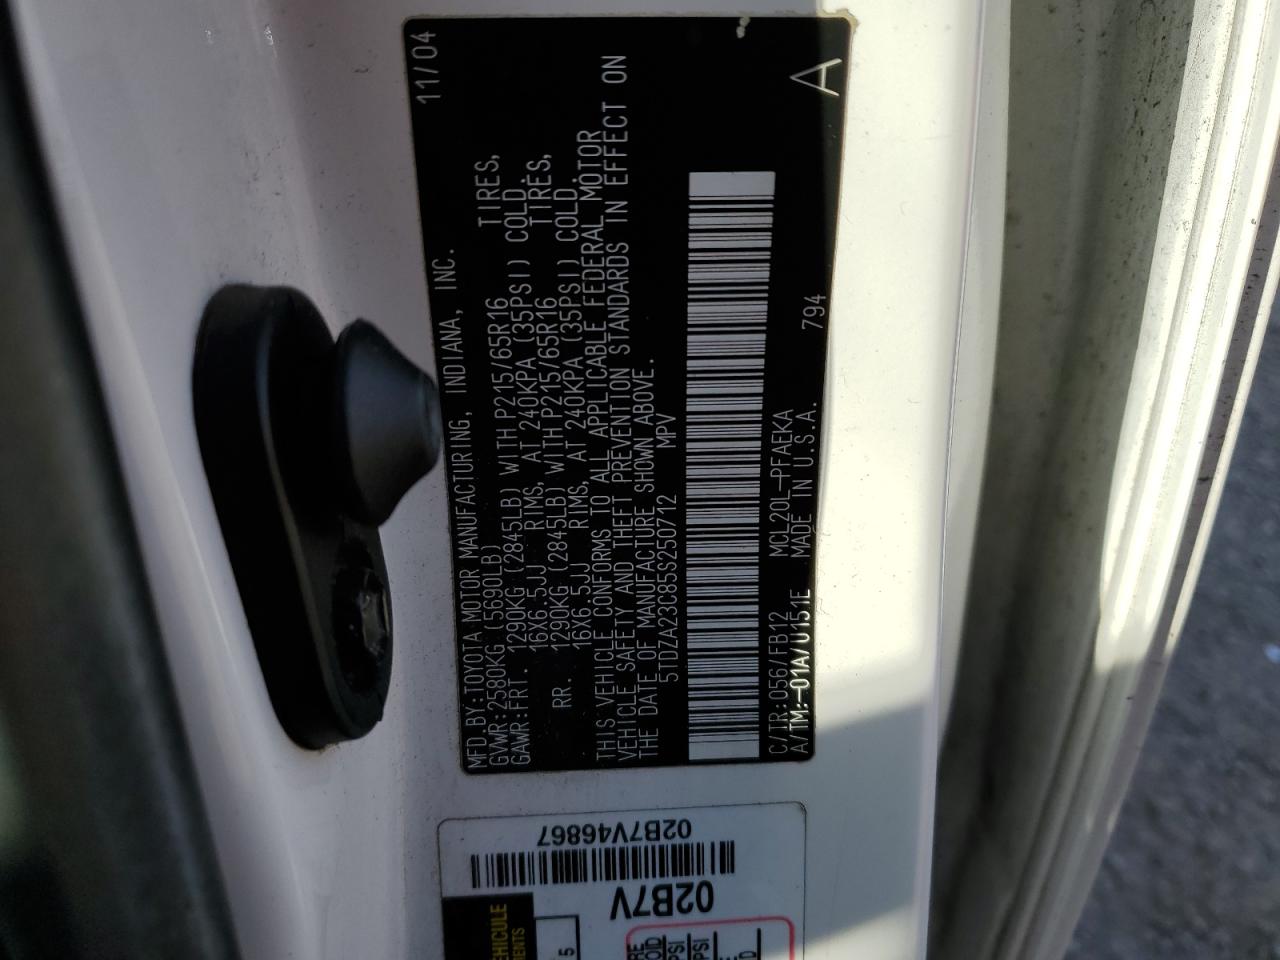 MFD.BY:TOYOTA MOTOR MANUFACTURING, INDIANA, INC. 11/04
GVWR:2580KG (5690LB)
GAWR:FRT. 1290KG (2845LB) WITH P215/65R16 TIRES,
16X6.5JJ RIMS, AT 240KPA (35PSI) COLD.
RR. 1290KG (2845LB) WITH P215/65R16 TIRES,
16X6.5JJ RIMS, AT 240KPA (35PSI) COLD.
THIS VEHICLE CONFORMS TO ALL APPLICABLE FEDERAL MOTOR
VEHICLE SAFETY AND THEFT PREVENTION STANDARDS IN EFFECT ON
THE DATE OF MANUFACTURE SHOWN ABOVE.
5TDZA23C85S250712 MPV
C/TR:056/FB12 MCL20L-PFAEKA
A/TM:-01A/U151E MADE IN U.S.A. 794
A
02B7V46867
02B7V